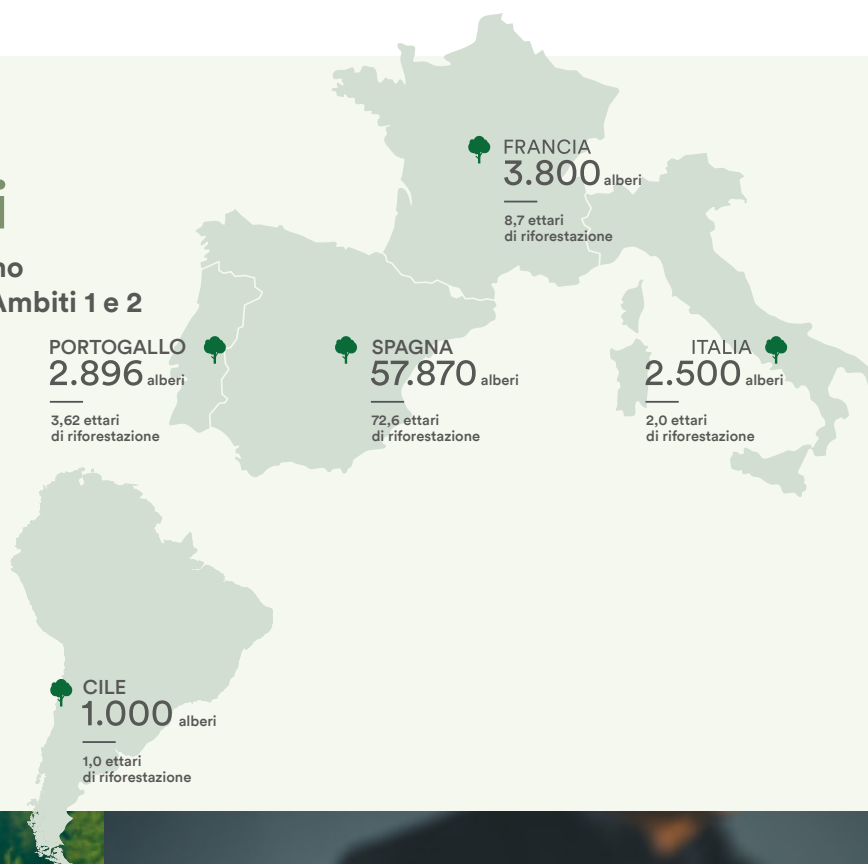 FRANCIA
3.800 alberi
8,7 ettari
di riforestazione
Ambiti 1 e 2
PORTOGALLO
2.896 alberi
3,62 ettari
di riforestazione
SPAGNA
57.870 alberi
72,6 ettari
di riforestazione
ITALIA
2.500 alberi
2,0 ettari
di riforestazione
CILE
1.000 alberi
1,0 ettari
di riforestazione